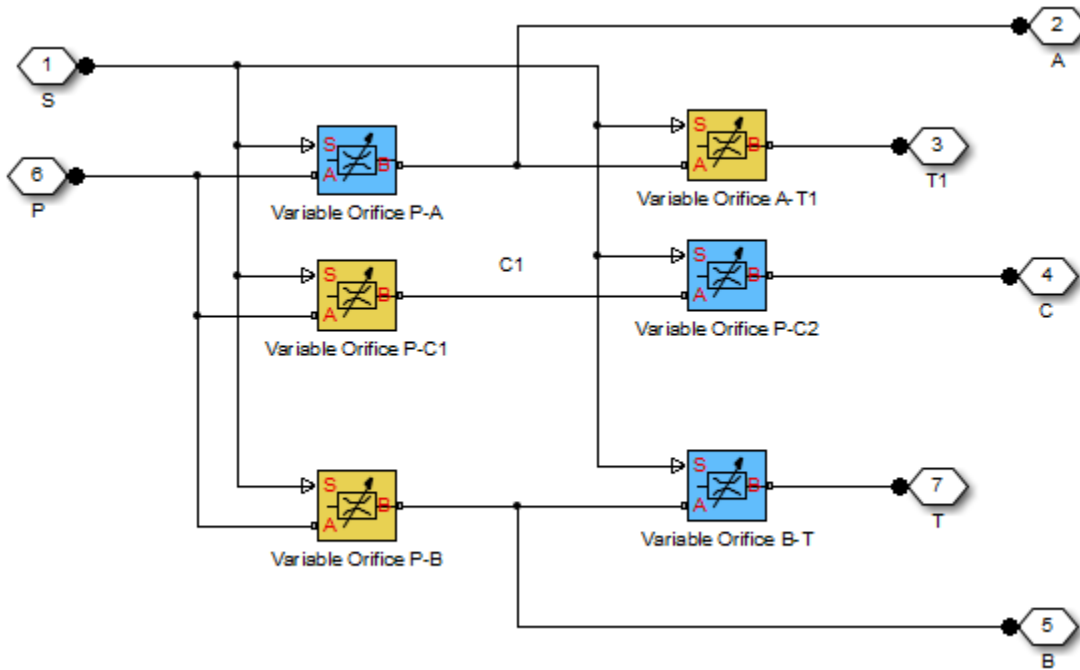 2
A
1
S
S
A
B
Variable Orifice P-A
S
A
B
Variable Orifice A-T1
3
T1
6
P
C1
S
A
B
Variable Orifice P-C1
S
A
B
Variable Orifice P-C2
4
C
S
A
B
Variable Orifice P-B
S
A
B
Variable Orifice B-T
7
T
5
B